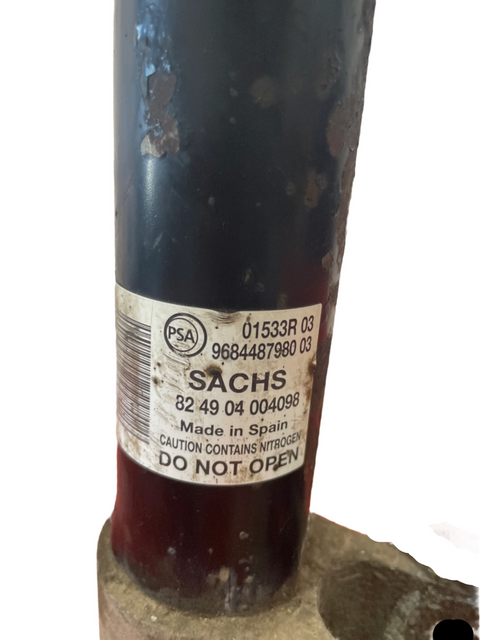 PSA
01533R 03
9684487980 03
SACHS
82 49 04 004098
Made in Spain
CAUTION CONTAINS NITROGEN
DO NOT OPEN